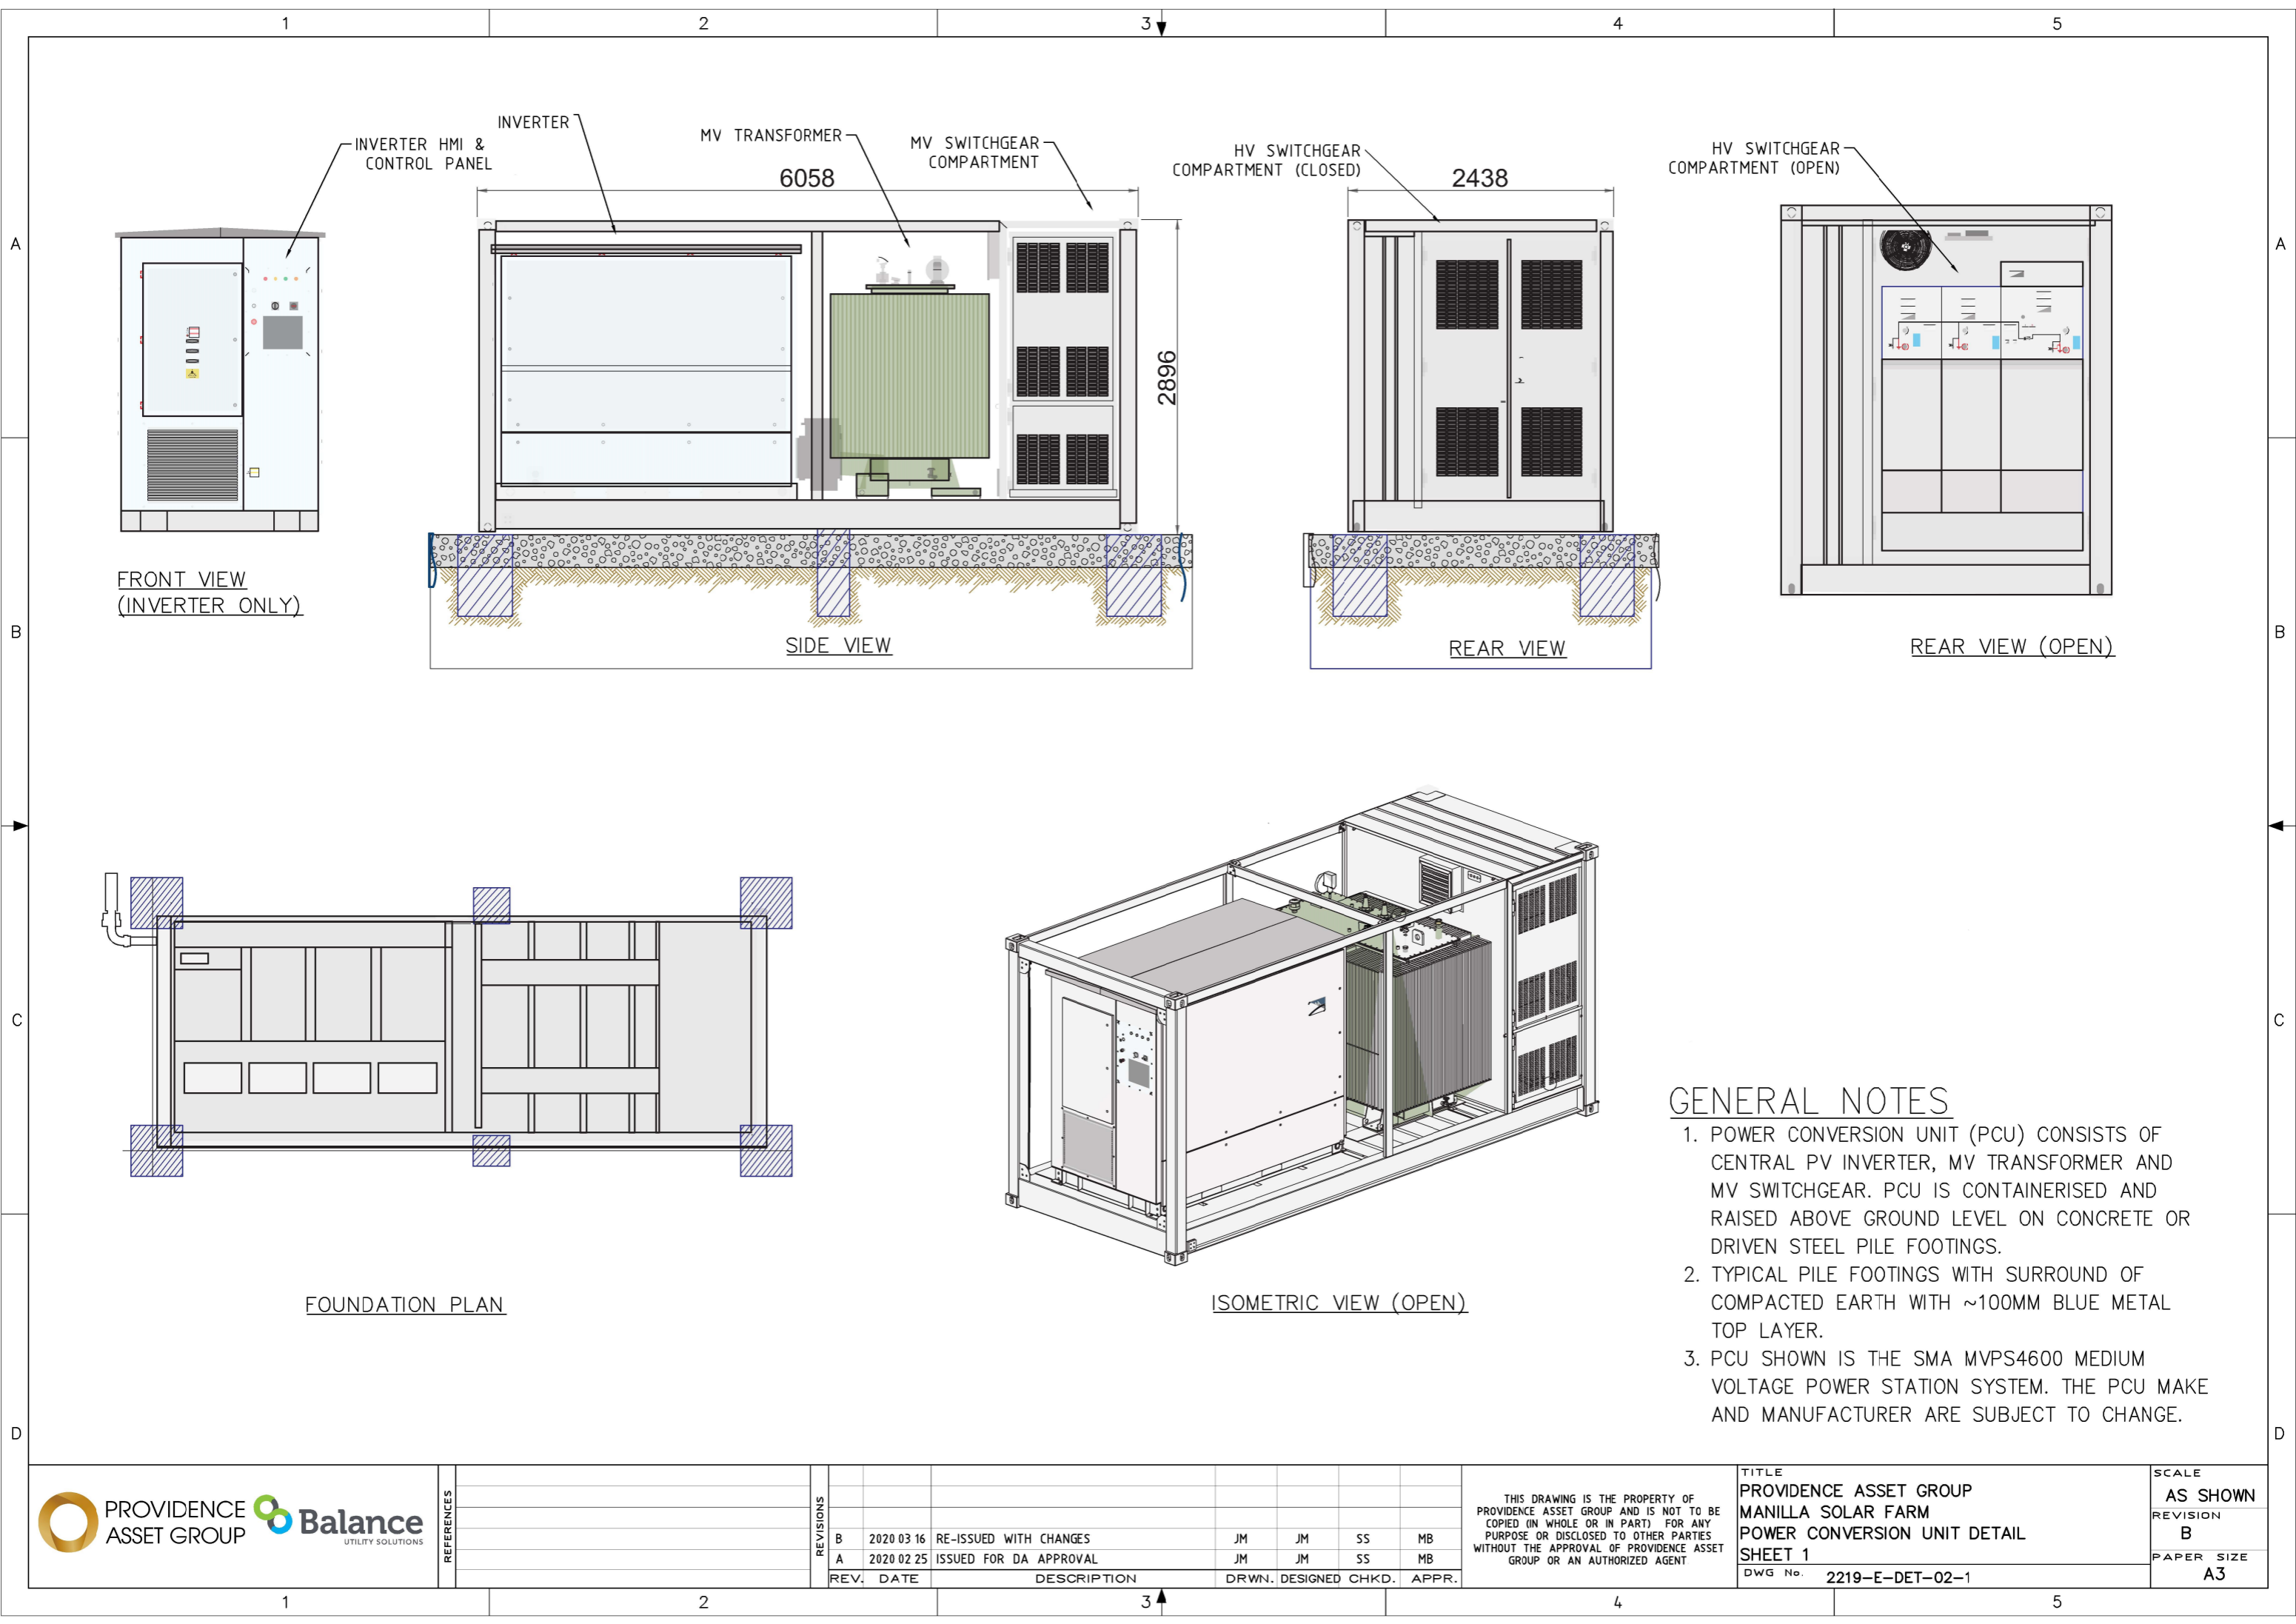 1 2 3 4 5
A A
B B
C C
D D
INVERTER HMI &
CONTROL PANEL
INVERTER
MV TRANSFORMER
MV SWITCHGEAR
COMPARTMENT
HV SWITCHGEAR
COMPARTMENT (CLOSED)
HV SWITCHGEAR
COMPARTMENT (OPEN)
6058
2438
2896
FRONT VIEW
(INVERTER ONLY)
SIDE VIEW
REAR VIEW
REAR VIEW (OPEN)
FOUNDATION PLAN
ISOMETRIC VIEW (OPEN)
GENERAL NOTES
1. POWER CONVERSION UNIT (PCU) CONSISTS OF
CENTRAL PV INVERTER, MV TRANSFORMER AND
MV SWITCHGEAR. PCU IS CONTAINERISED AND
RAISED ABOVE GROUND LEVEL ON CONCRETE OR
DRIVEN STEEL PILE FOOTINGS.
2. TYPICAL PILE FOOTINGS WITH SURROUND OF
COMPACTED EARTH WITH ~100MM BLUE METAL
TOP LAYER.
3. PCU SHOWN IS THE SMA MVPS4600 MEDIUM
VOLTAGE POWER STATION SYSTEM. THE PCU MAKE
AND MANUFACTURER ARE SUBJECT TO CHANGE.
PROVIDENCE
ASSET GROUP
Balance
UTILITY SOLUTIONS
REFERENCES
REVISIONS
B 2020 03 16 RE-ISSUED WITH CHANGES JM JM SS MB
A 2020 02 25 ISSUED FOR DA APPROVAL JM JM SS MB
REV. DATE DESCRIPTION DRWN. DESIGNED CHKD. APPR.
THIS DRAWING IS THE PROPERTY OF
PROVIDENCE ASSET GROUP AND IS NOT TO BE
COPIED (IN WHOLE OR IN PART) FOR ANY
PURPOSE OR DISCLOSED TO OTHER PARTIES
WITHOUT THE APPROVAL OF PROVIDENCE ASSET
GROUP OR AN AUTHORIZED AGENT
TITLE
PROVIDENCE ASSET GROUP
MANILLA SOLAR FARM
POWER CONVERSION UNIT DETAIL
SHEET 1
DWG No. 2219-E-DET-02-1
SCALE
AS SHOWN
REVISION
B
PAPER SIZE
A3
1 2 3 4 5